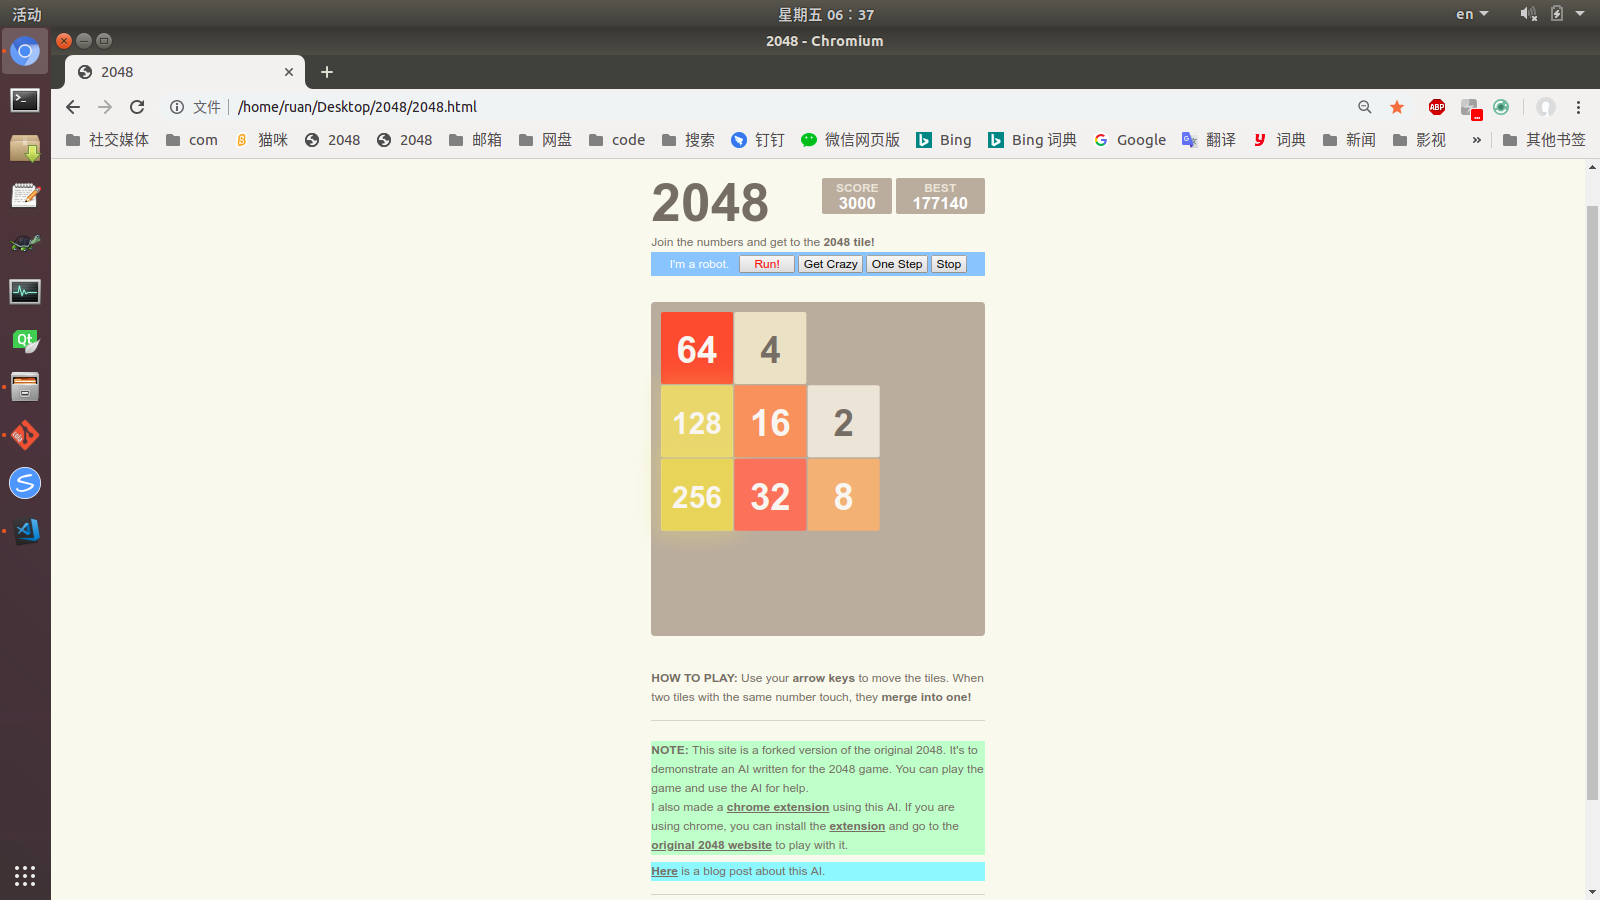 活动
星期五 06：37
en
2048 - Chromium
2048
文件 /home/ruan/Desktop/2048/2048.html
ABP
社交媒体 com 猫咪 2048 2048 邮箱 网盘 code 搜索 钉钉 微信网页版 Bing Bing 词典 Google 翻译 词典 新闻 影视 » 其他书签
2048
SCORE
3000
BEST
177140
Join the numbers and get to the 2048 tile!
I'm a robot. Run! Get Crazy One Step Stop
64 4
128 16 2
256 32 8
HOW TO PLAY: Use your arrow keys to move the tiles. When
two tiles with the same number touch, they merge into one!
NOTE: This site is a forked version of the original 2048. It's to
demonstrate an AI written for the 2048 game. You can play the
game and use the AI for help.
I also made a chrome extension using this AI. If you are
using chrome, you can install the extension and go to the
original 2048 website to play with it.
Here is a blog post about this AI.
Qt